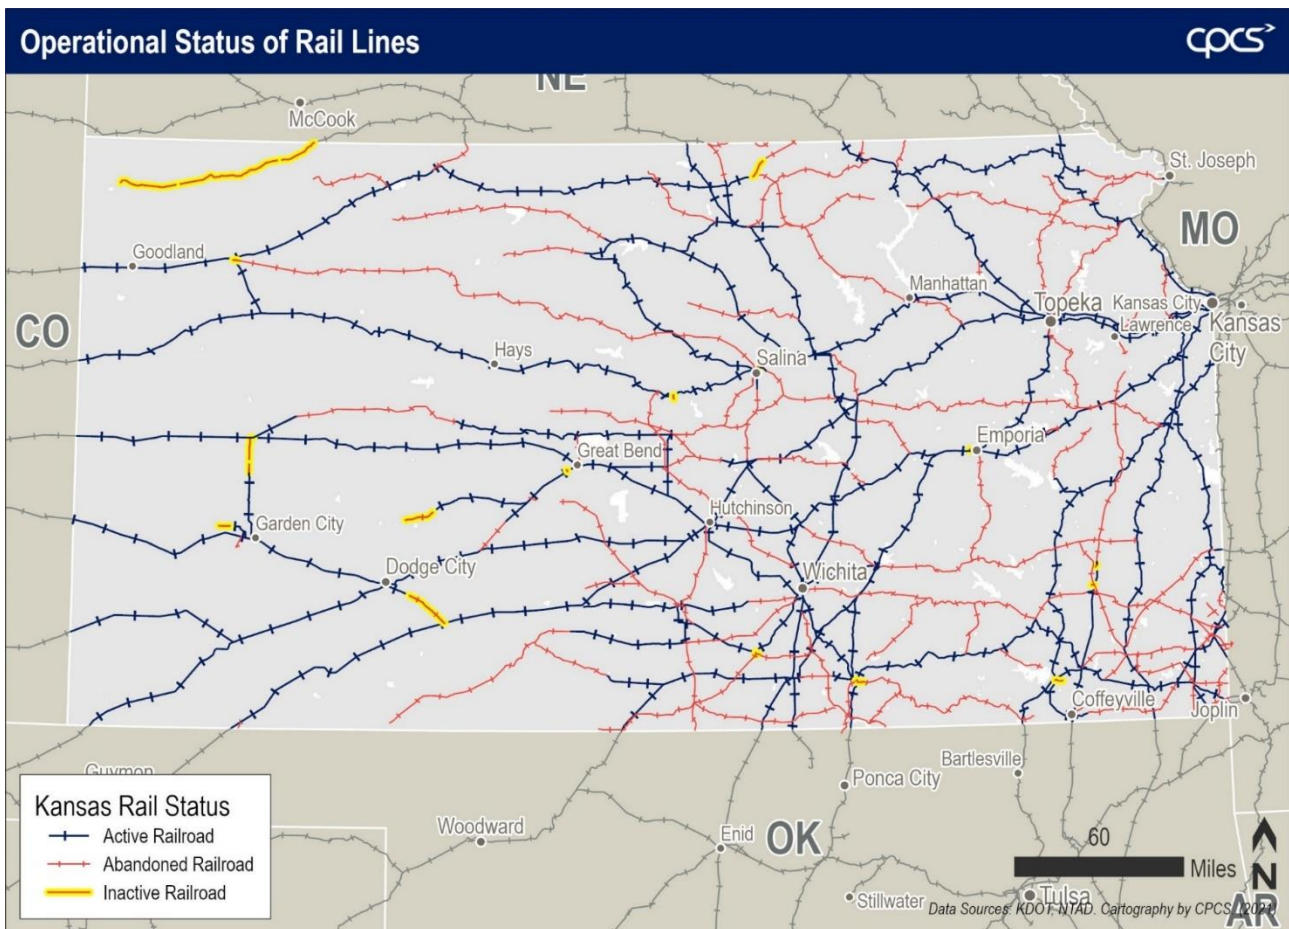 Operational Status of Rail Lines
cpcs
NE
McCook
St. Joseph
MO
Goodland
Manhattan
Topeka
Kansas City
Lawrence
Kansas
City
CO
Hays
Salina
Great Bend
Emporia
Garden City
Hutchinson
Dodge City
Wichita
Coffeyville
Joplin
Guymon
Bartlesville
Ponca City
Kansas Rail Status
Active Railroad
Abandoned Railroad
Inactive Railroad
Woodward
Enid
OK
60
Miles
N
Stillwater
Tulsa
AR
Data Sources: KDOT, NTAD. Cartography by CPCS. (2021)